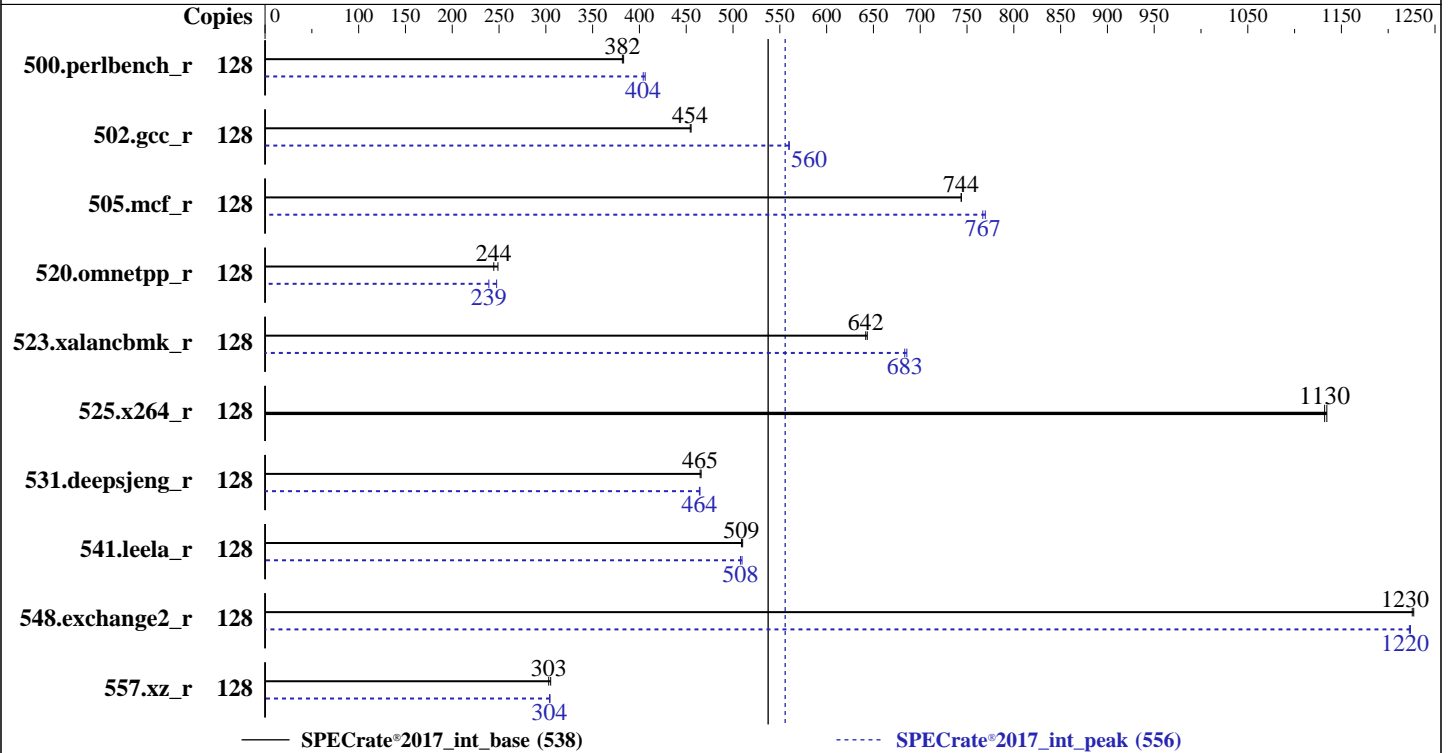 Copies 0 100 150 200 250 300 350 400 450 500 550 600 650 700 750 800 850 900 950 1050 1150 1250
382
500.perlbench_r 128
404
454
502.gcc_r 128
560
744
505.mcf_r 128
767
244
520.omnetpp_r 128
239
642
523.xalancbmk_r 128
683
1130
525.x264_r 128
465
531.deepsjeng_r 128
464
509
541.leela_r 128
508
1230
548.exchange2_r 128
1220
303
557.xz_r 128
304
SPECrate®2017_int_base (538) SPECrate®2017_int_peak (556)